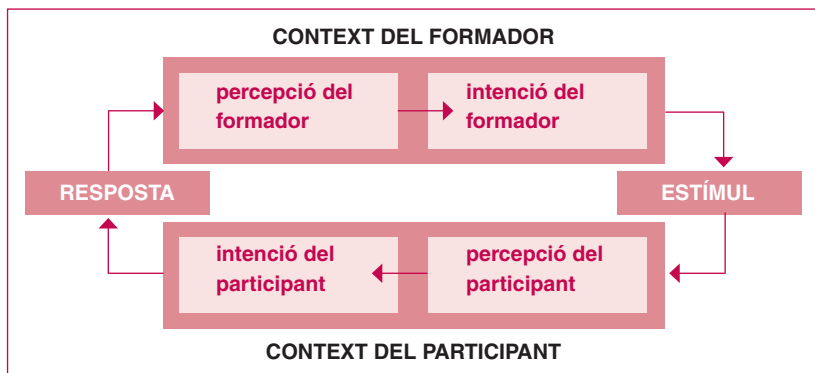 CONTEXT DEL FORMADOR
percepció del
formador
intenció del
formador
RESPOSTA
ESTÍMUL
intenció del
participant
percepció del
participant
CONTEXT DEL PARTICIPANT